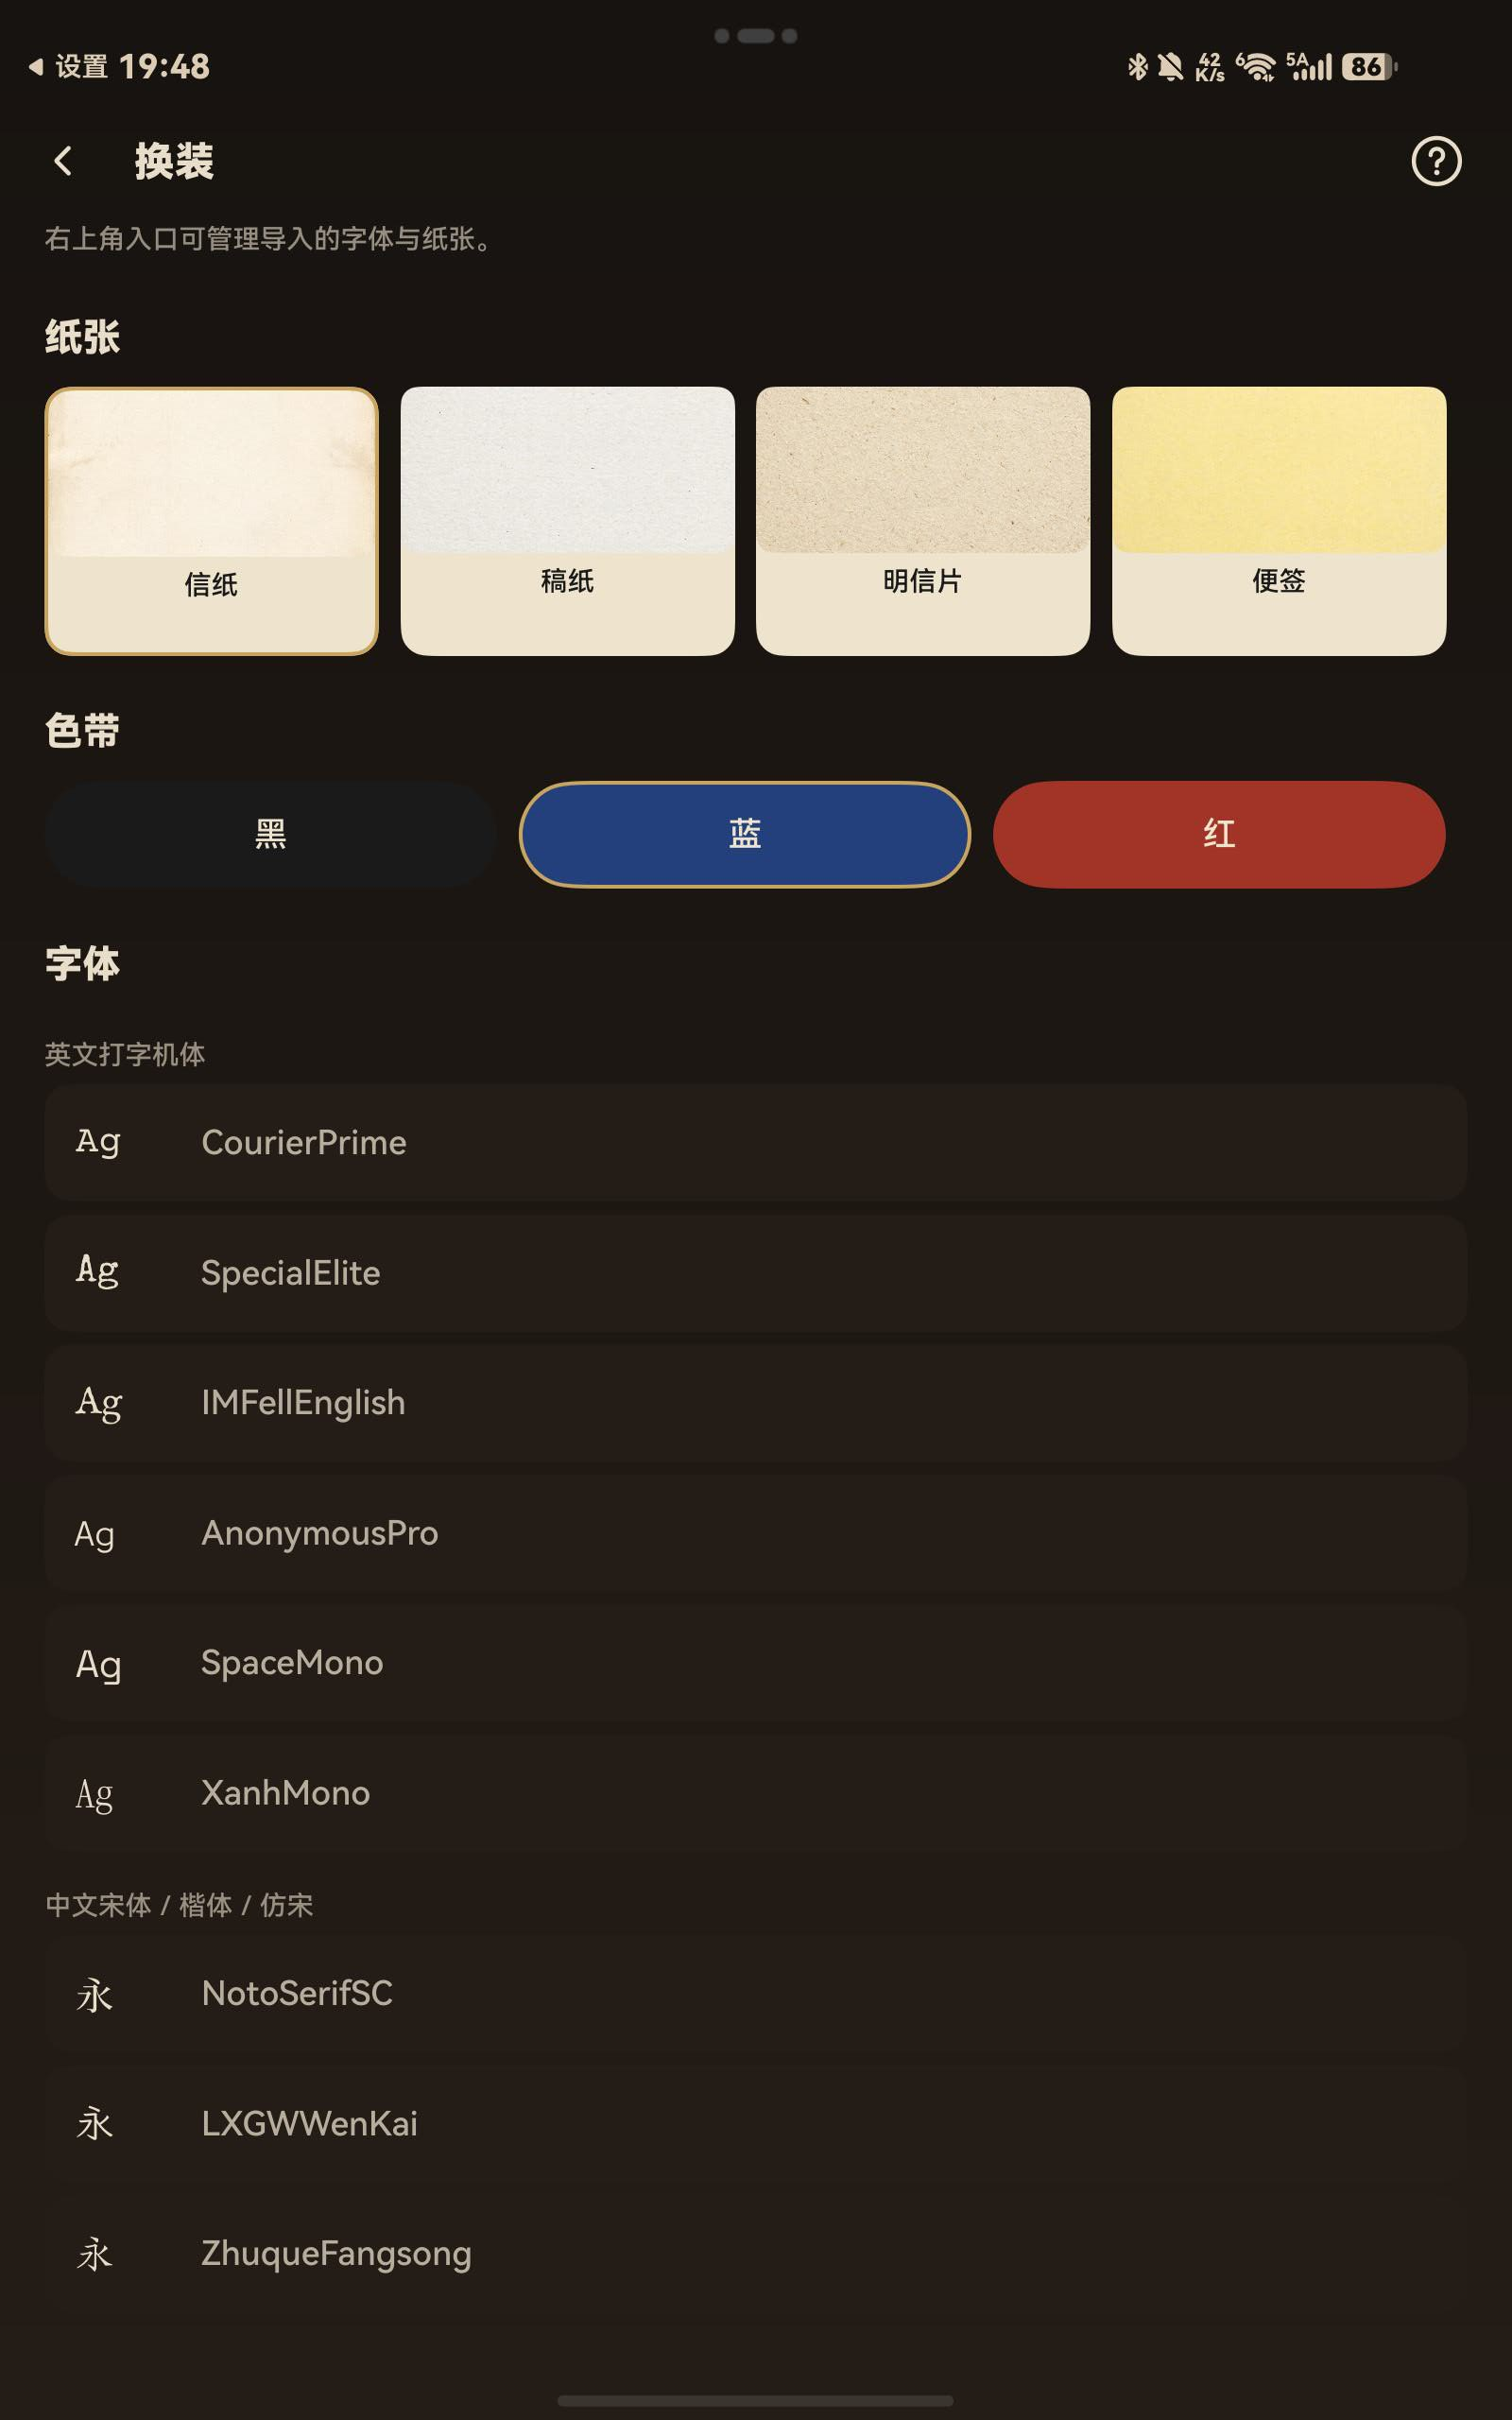 设置 19:48 42 K/s 6 5A 86
换装
右上角入口可管理导入的字体与纸张。
纸张
信纸 稿纸 明信片 便签
色带
黑 蓝 红
字体
英文打字机体
Ag CourierPrime
Ag SpecialElite
Ag IMFellEnglish
Ag AnonymousPro
Ag SpaceMono
Ag XanhMono
中文宋体 / 楷体 / 仿宋
永 NotoSerifSC
永 LXGWWenKai
永 ZhuqueFangsong